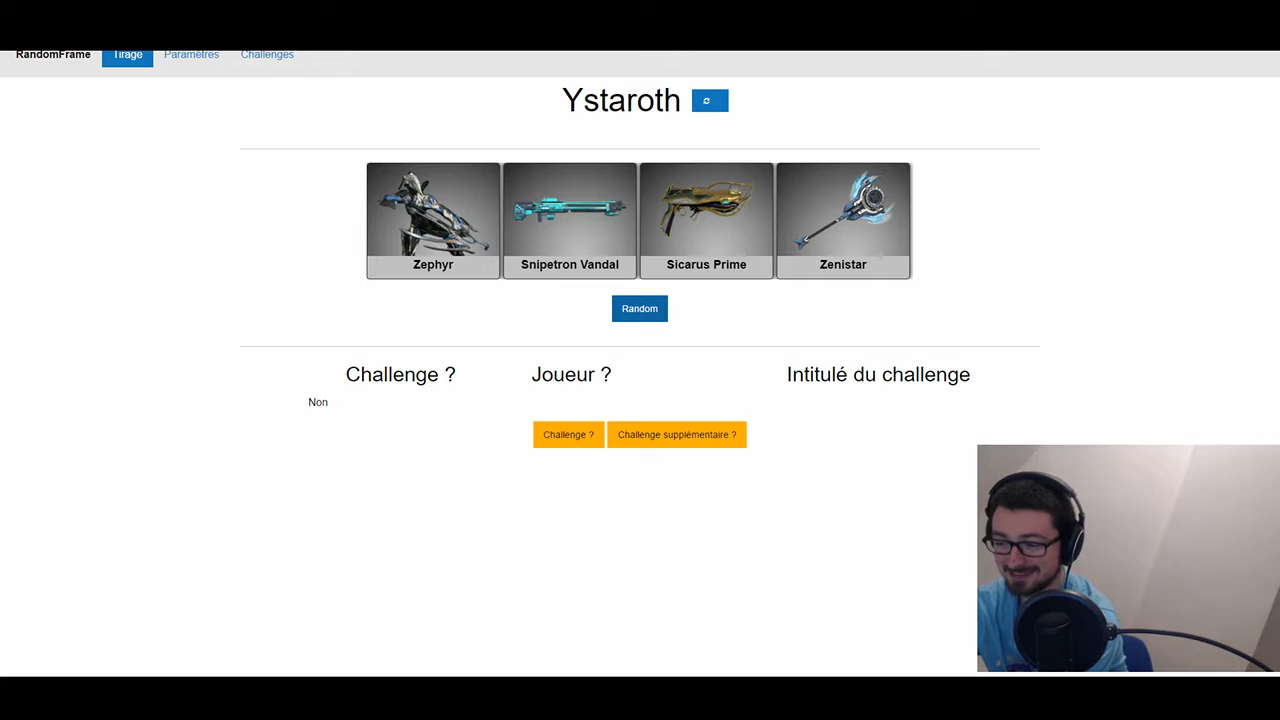 RandomFrame Tirage Paramètres Challenges
Ystaroth
Zephyr Snipetron Vandal Sicarus Prime Zenistar
Random
Challenge ? Joueur ? Intitulé du challenge
Non
Challenge ? Challenge supplémentaire ?